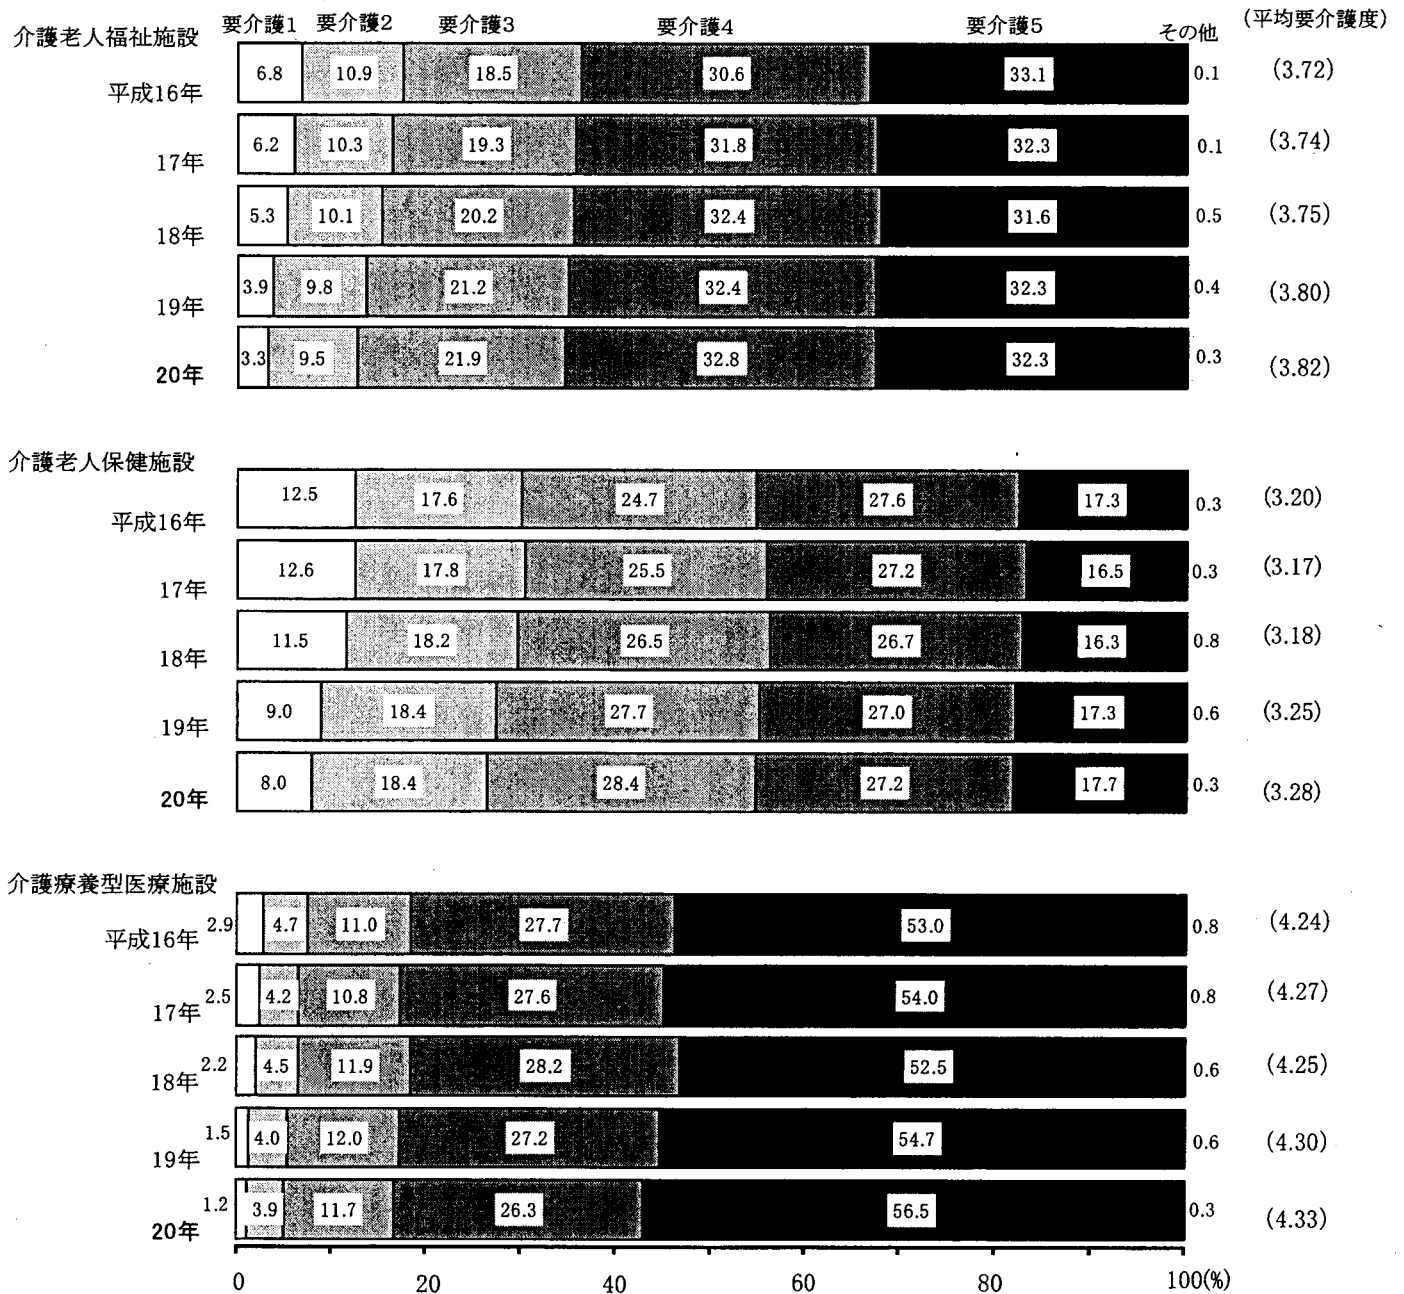 要介護1 要介護2 要介護3 要介護4 要介護5 その他 (平均要介護度)
介護老人福祉施設
平成16年 6.8 10.9 18.5 30.6 33.1 0.1 (3.72)
17年 6.2 10.3 19.3 31.8 32.3 0.1 (3.74)
18年 5.3 10.1 20.2 32.4 31.6 0.5 (3.75)
19年 3.9 9.8 21.2 32.4 32.3 0.4 (3.80)
20年 3.3 9.5 21.9 32.8 32.3 0.3 (3.82)
介護老人保健施設
平成16年 12.5 17.6 24.7 27.6 17.3 0.3 (3.20)
17年 12.6 17.8 25.5 27.2 16.5 0.3 (3.17)
18年 11.5 18.2 26.5 26.7 16.3 0.8 (3.18)
19年 9.0 18.4 27.7 27.0 17.3 0.6 (3.25)
20年 8.0 18.4 28.4 27.2 17.7 0.3 (3.28)
介護療養型医療施設
平成16年 2.9 4.7 11.0 27.7 53.0 0.8 (4.24)
17年 2.5 4.2 10.8 27.6 54.0 0.8 (4.27)
18年 2.2 4.5 11.9 28.2 52.5 0.6 (4.25)
19年 1.5 4.0 12.0 27.2 54.7 0.6 (4.30)
20年 1.2 3.9 11.7 26.3 56.5 0.3 (4.33)
0 20 40 60 80 100(%)